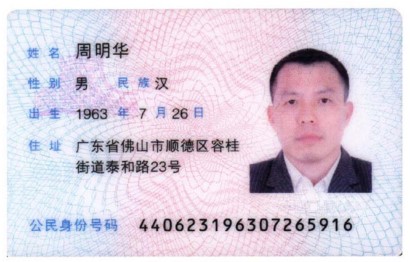 姓名 周明华
性别 男 民族 汉
出生 1963 年 7 月 26 日
住址 广东省佛山市顺德区容桂
街道泰和路23号
公民身份号码 440623196307265916